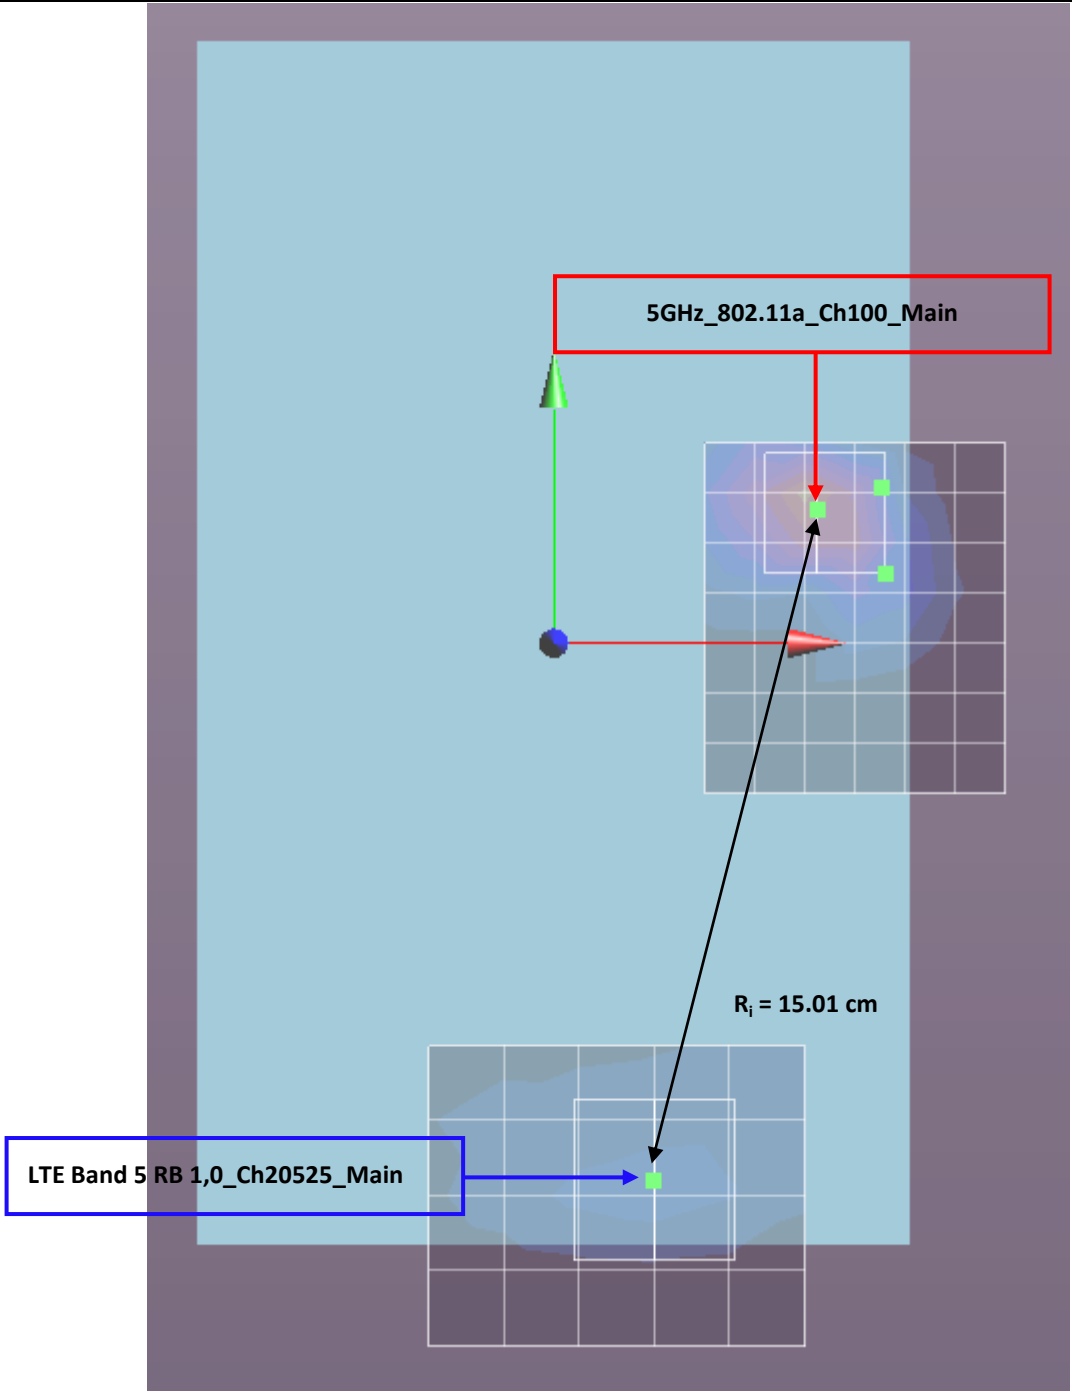 5GHz_802.11a_Ch100_Main
Ri = 15.01 cm
LTE Band 5 RB 1,0_Ch20525_Main